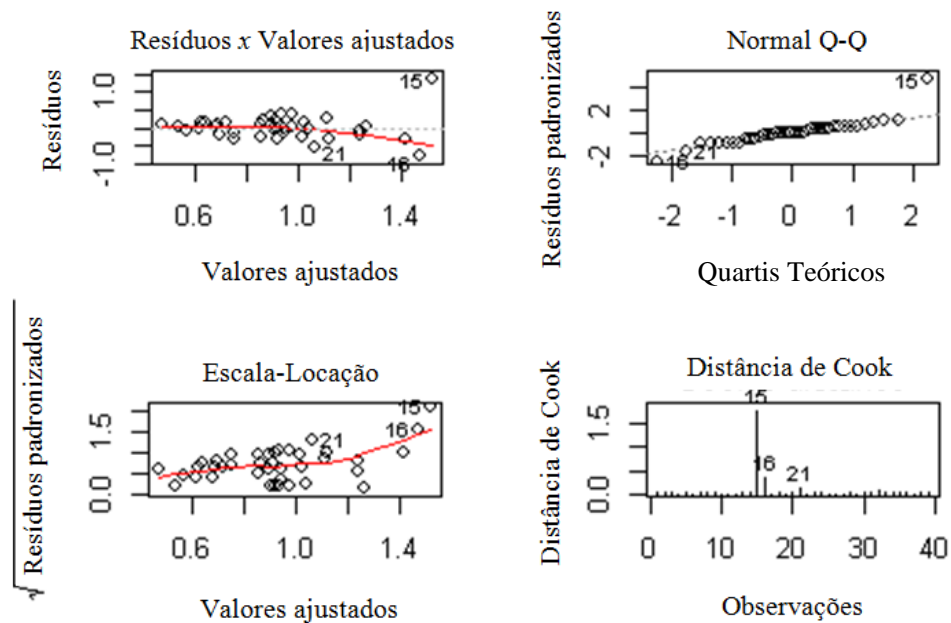 Resíduos x Valores ajustados
Resíduos
1.0
-1.0
15
21
16
0.6 1.0 1.4
Valores ajustados
Normal Q-Q
Resíduos padronizados
2
-2
15
16
21
-2 -1 0 1 2
Quartis Teóricos
Escala-Locação
√ Resíduos padronizados
1.5
0.0
15
16
21
0.6 1.0 1.4
Valores ajustados
Distância de Cook
Distância de Cook
1.5
0.0
15
16
21
0 10 20 30 40
Observações